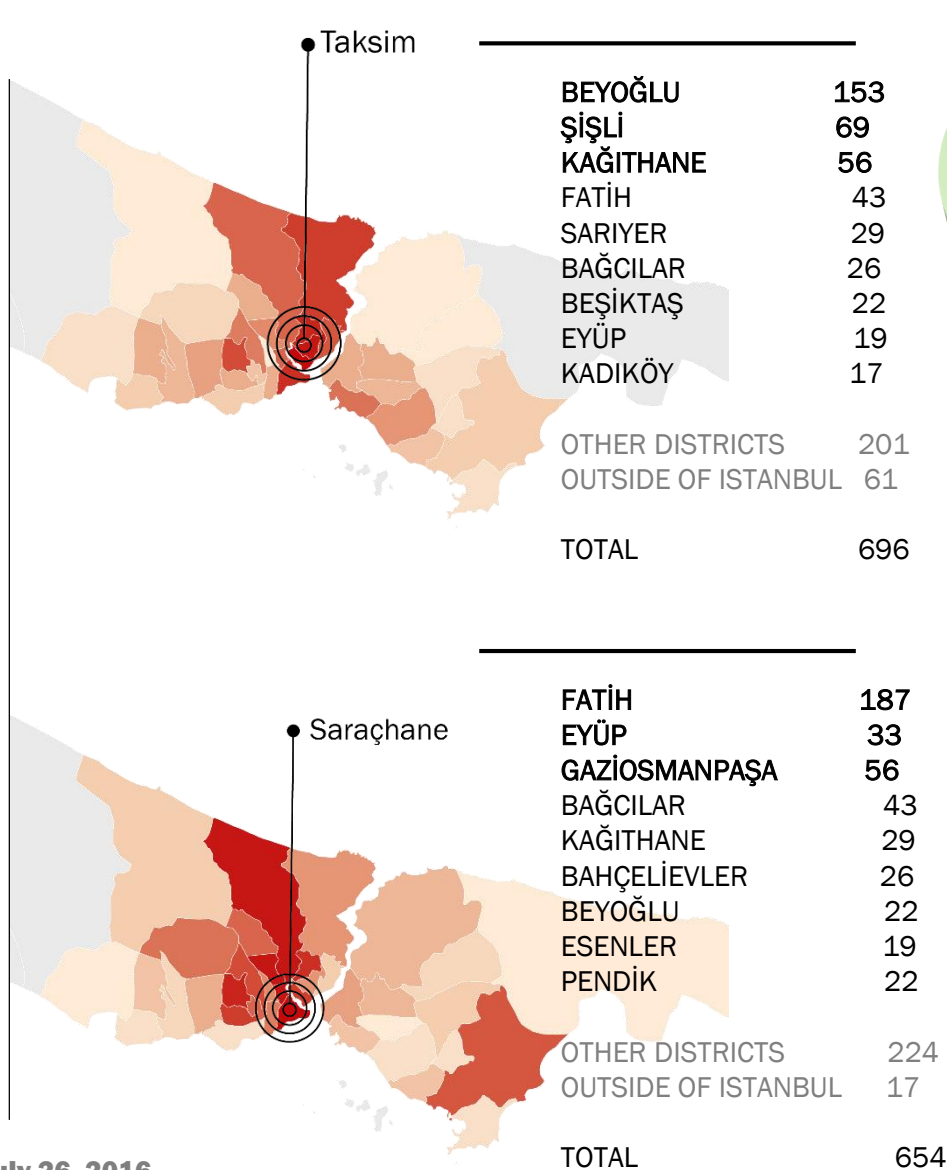 Taksim
BEYOĞLU 153
ŞİŞLİ 69
KAĞITHANE 56
FATİH 43
SARIYER 29
BAĞCILAR 26
BEŞİKTAŞ 22
EYÜP 19
KADIKÖY 17
OTHER DISTRICTS 201
OUTSIDE OF ISTANBUL 61
TOTAL 696
Saraçhane
FATİH 187
EYÜP 33
GAZİOSMANPAŞA 56
BAĞCILAR 43
KAĞITHANE 29
BAHÇELİEVLER 26
BEYOĞLU 22
ESENLER 19
PENDİK 22
OTHER DISTRICTS 224
OUTSIDE OF ISTANBUL 17
TOTAL 654
26, 2016